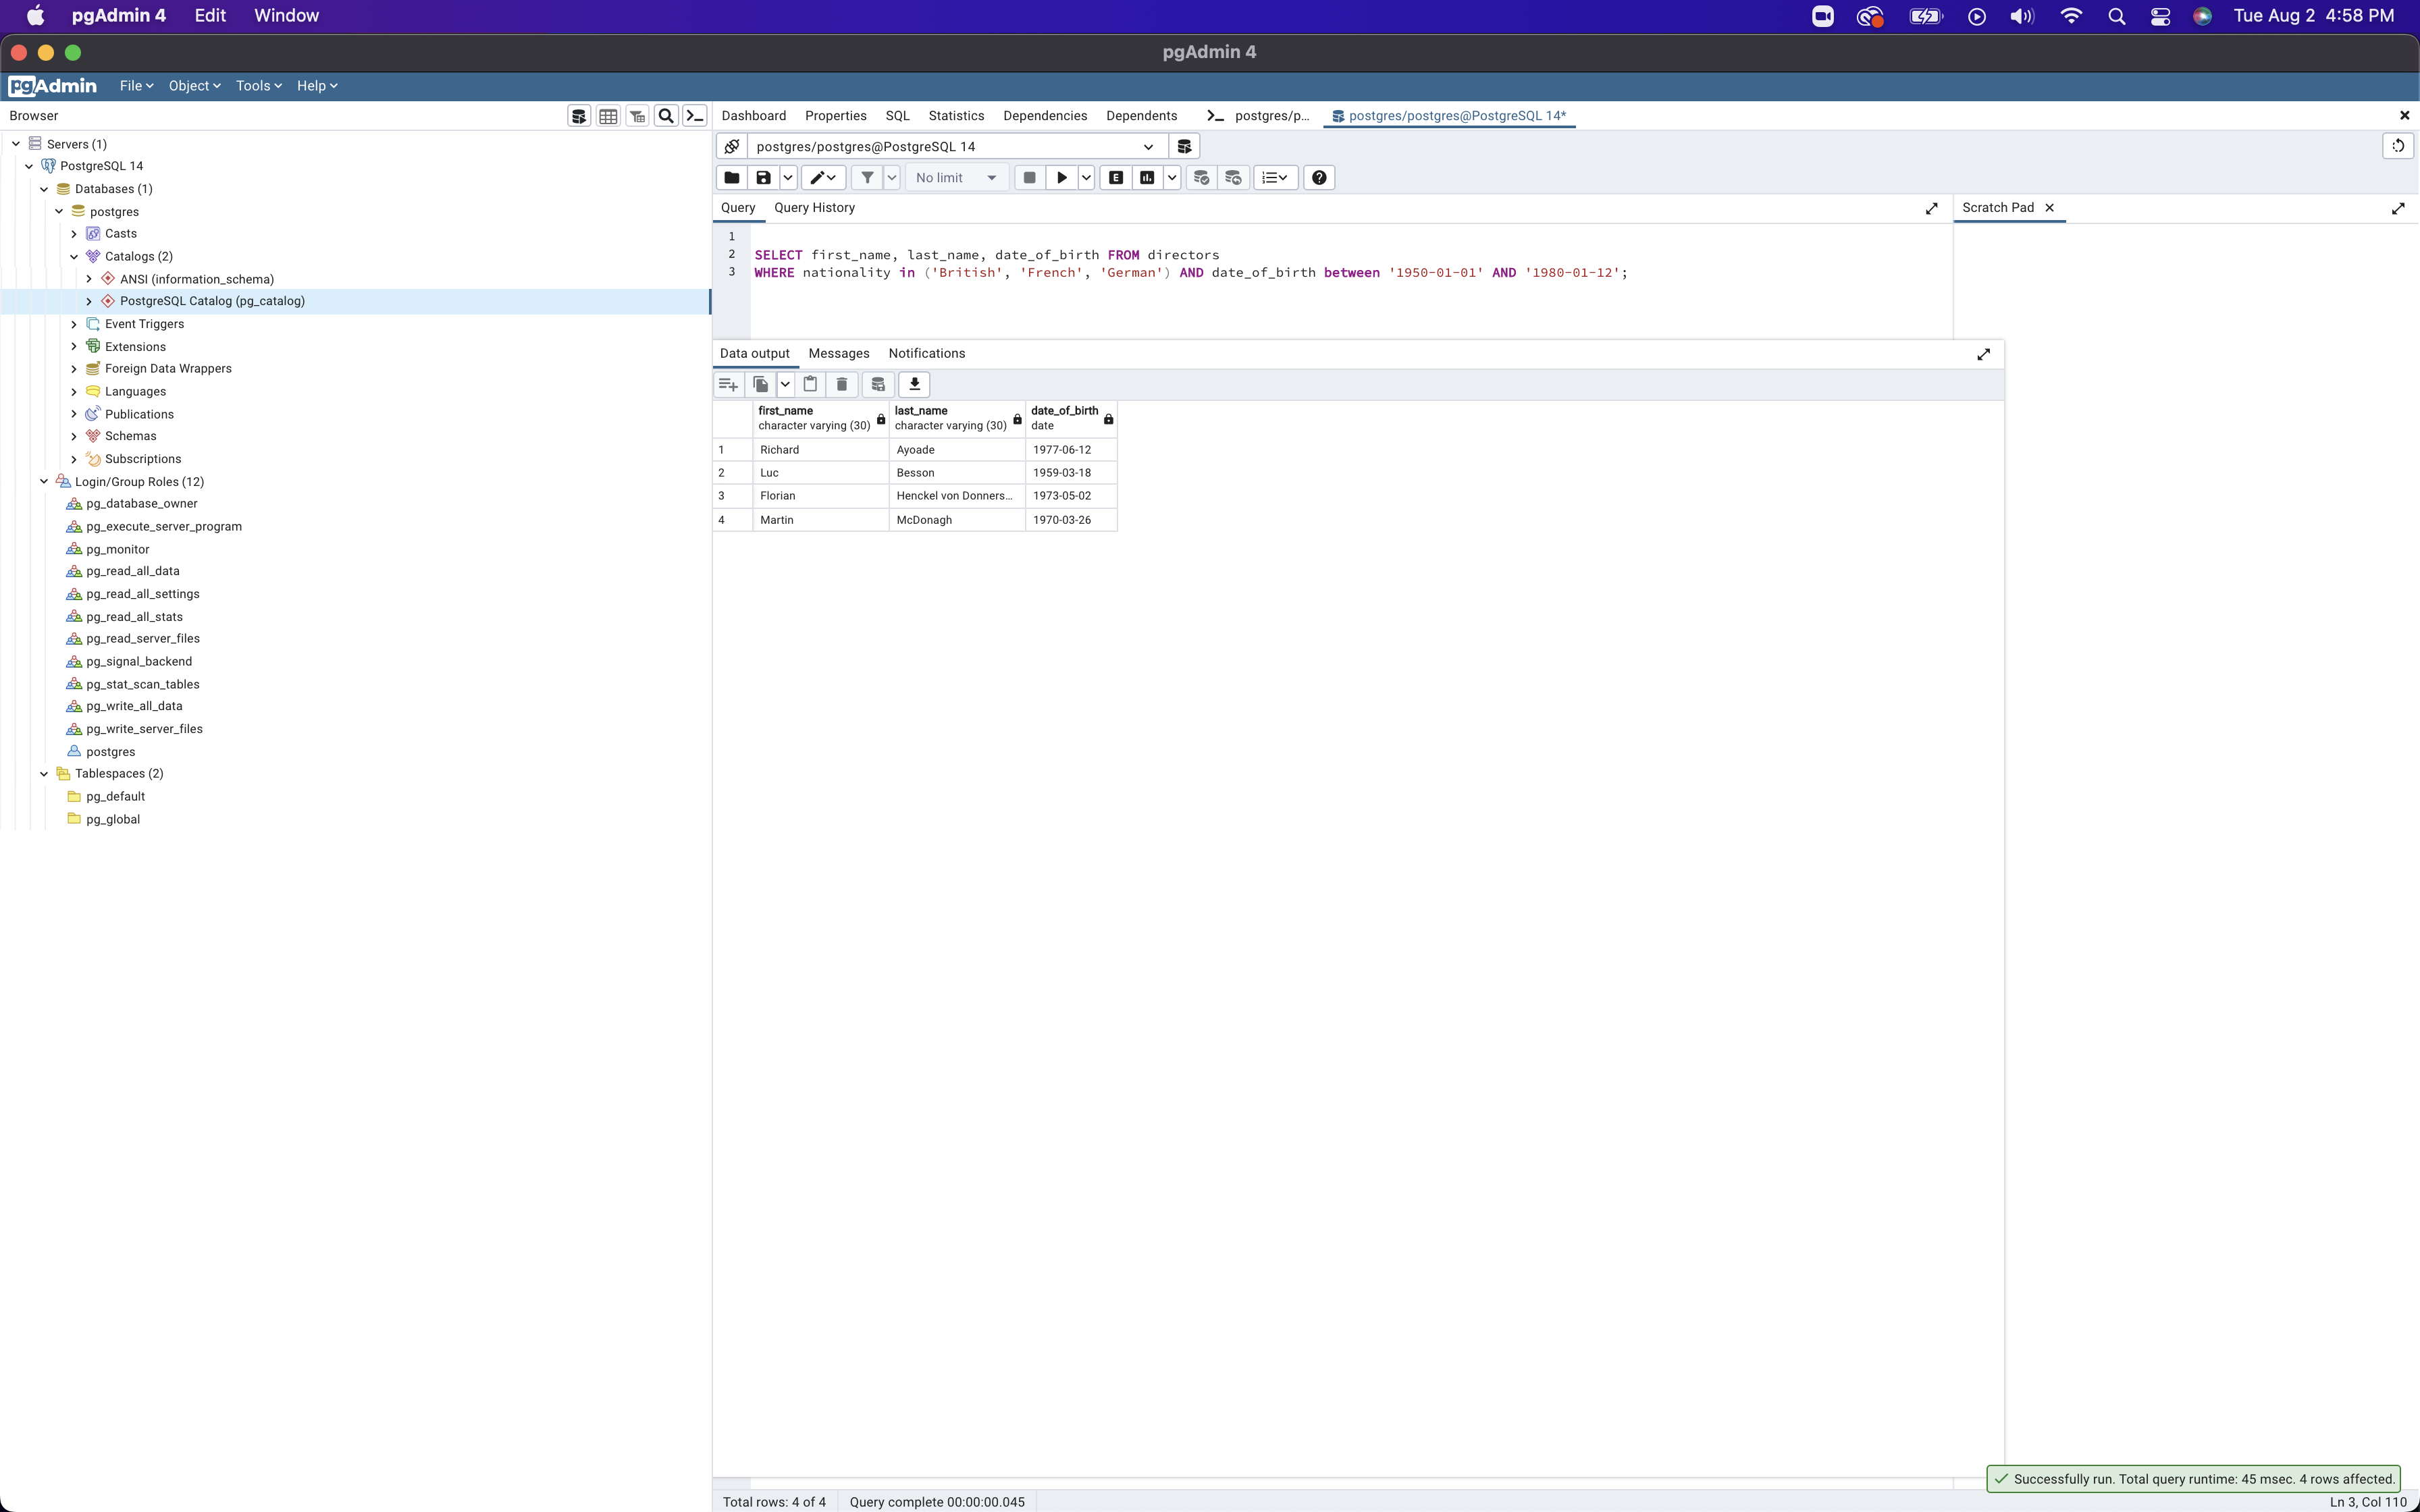 pgAdmin 4 Edit Window Tue Aug 2 4:58 PM
pgAdmin 4
pgAdmin File Object Tools Help
Browser
Servers (1)
PostgreSQL 14
Databases (1)
postgres
Casts
Catalogs (2)
ANSI (information_schema)
PostgreSQL Catalog (pg_catalog)
Event Triggers
Extensions
Foreign Data Wrappers
Languages
Publications
Schemas
Subscriptions
Login/Group Roles (12)
pg_database_owner
pg_execute_server_program
pg_monitor
pg_read_all_data
pg_read_all_settings
pg_read_all_stats
pg_read_server_files
pg_signal_backend
pg_stat_scan_tables
pg_write_all_data
pg_write_server_files
postgres
Tablespaces (2)
pg_default
pg_global
Dashboard Properties SQL Statistics Dependencies Dependents postgres/p... postgres/postgres@PostgreSQL 14*
postgres/postgres@PostgreSQL 14
No limit E
Query Query History
Scratch Pad
1
2 SELECT first_name, last_name, date_of_birth FROM directors
3 WHERE nationality in ('British', 'French', 'German') AND date_of_birth between '1950-01-01' AND '1980-01-12';
Data output Messages Notifications
first_name last_name date_of_birth
character varying (30) character varying (30) date
1 Richard Ayoade 1977-06-12
2 Luc Besson 1959-03-18
3 Florian Henckel von Donners... 1973-05-02
4 Martin McDonagh 1970-03-26
Successfully run. Total query runtime: 45 msec. 4 rows affected.
Total rows: 4 of 4 Query complete 00:00:00.045 Ln 3, Col 110